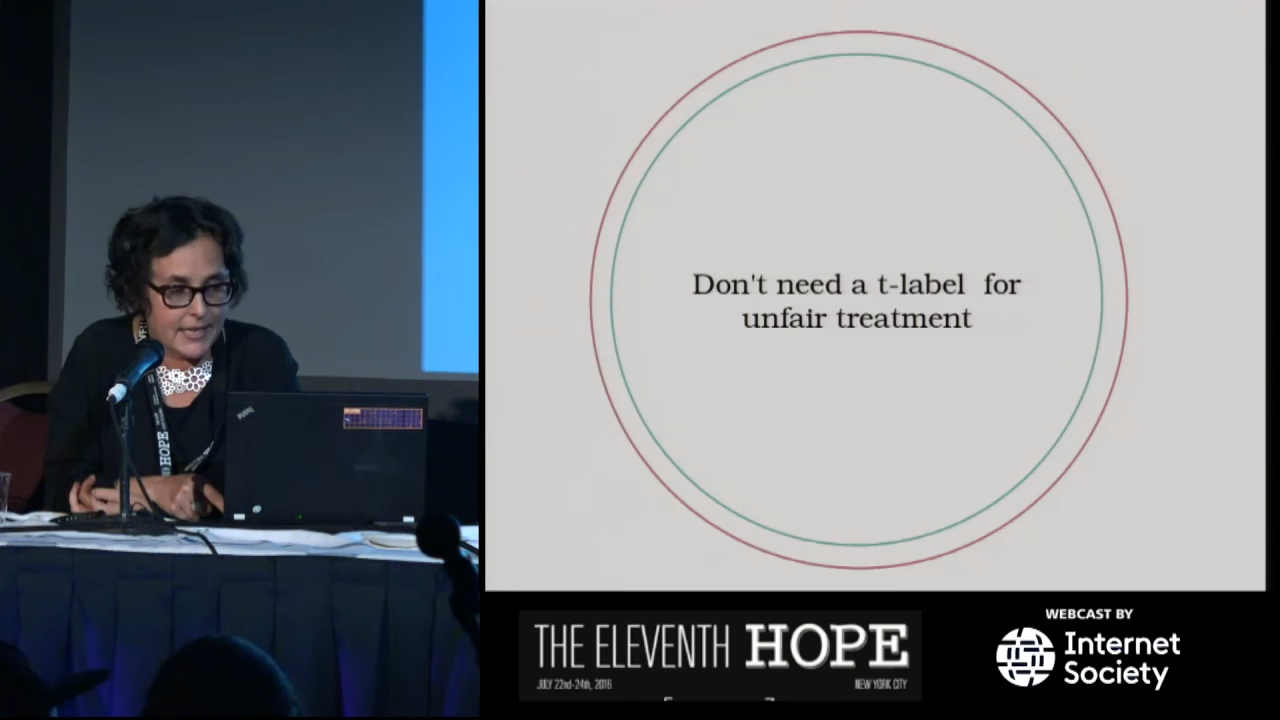 Don't need a t-label  for
unfair treatment
HOPE
THE ELEVENTH HOPE
JULY 22nd-24th, 2016
NEW YORK CITY
WEBCAST BY
Internet
Society